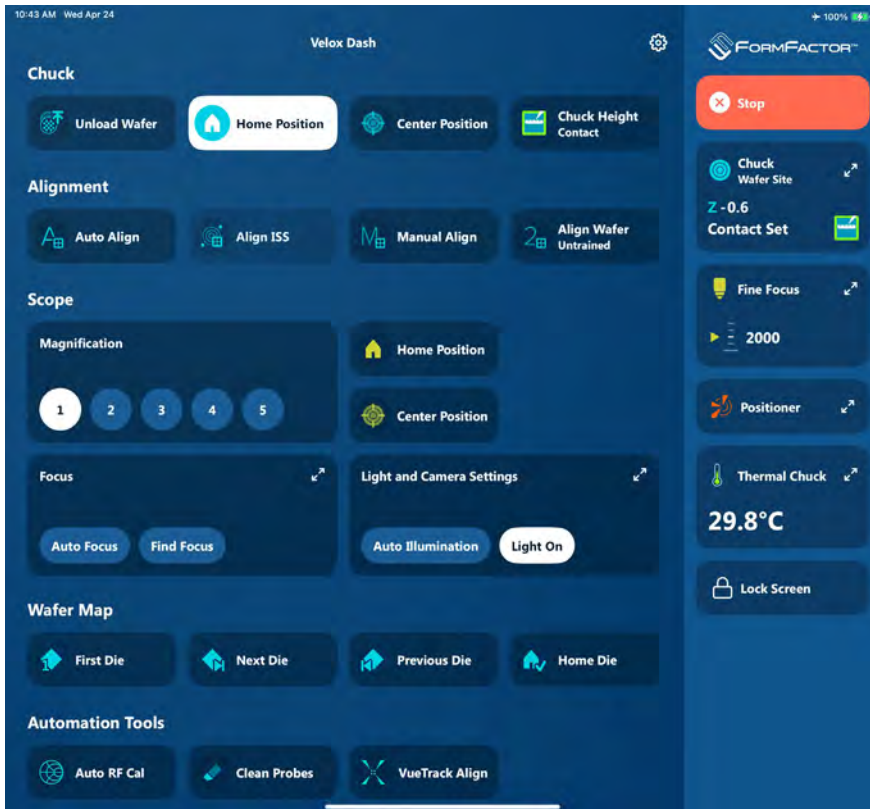 10:43 AM Wed Apr 24
100%
Velox Dash
FORMFACTOR™
Chuck
Unload Wafer
Home Position
Center Position
Chuck Height
Contact
Alignment
Auto Align
Align ISS
Manual Align
Align Wafer
Untrained
Scope
Magnification
1 2 3 4 5
Home Position
Center Position
Focus
Auto Focus Find Focus
Light and Camera Settings
Auto Illumination Light On
Wafer Map
First Die
Next Die
Previous Die
Home Die
Automation Tools
Auto RF Cal
Clean Probes
VueTrack Align
Stop
Chuck
Wafer Site
Z -0.6
Contact Set
Fine Focus
2000
Positioner
Thermal Chuck
29.8°C
Lock Screen